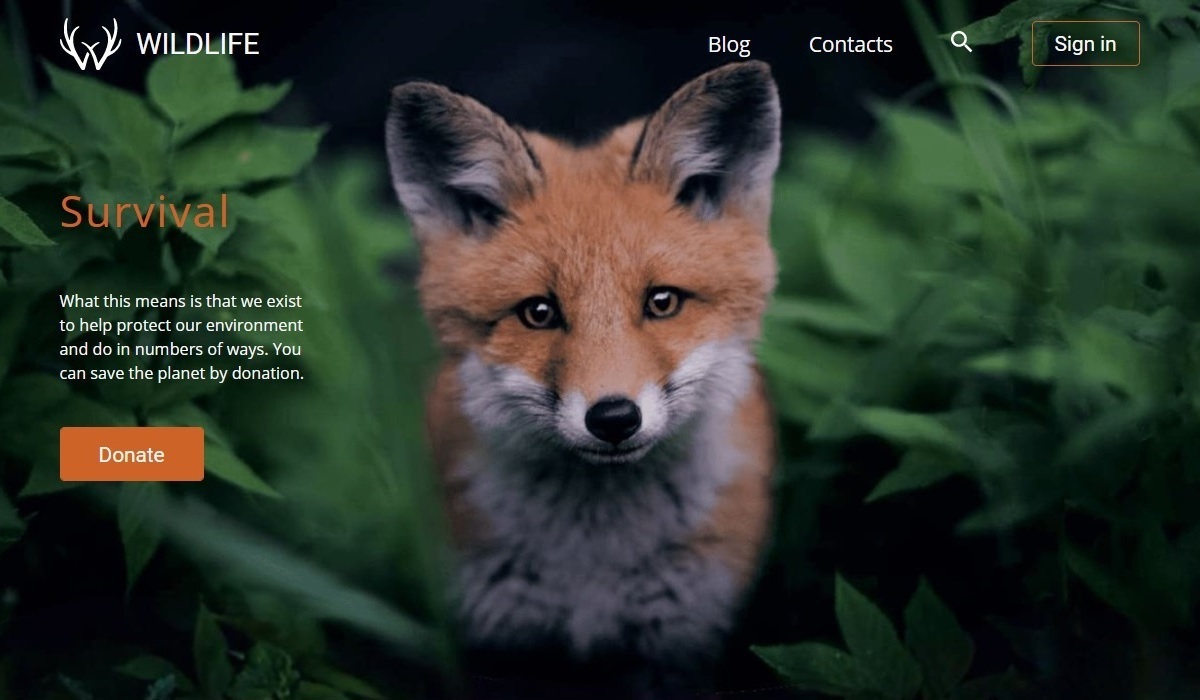 WILDLIFE
Blog
Contacts
Sign in
Survival
What this means is that we exist
to help protect our environment
and do in numbers of ways. You
can save the planet by donation.
Donate